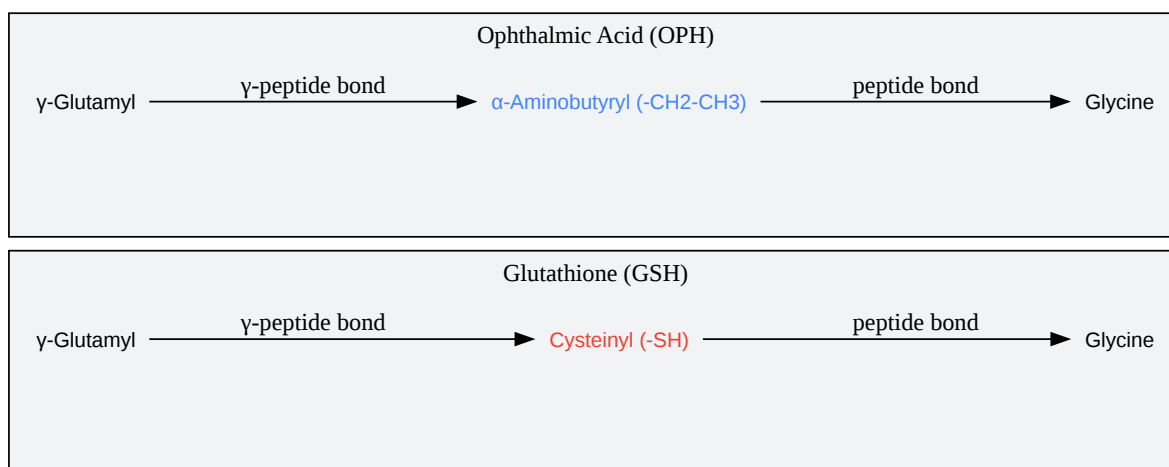 Ophthalmic Acid (OPH)
γ-Glutamyl
γ-peptide bond
α-Aminobutyryl (-CH2-CH3)
peptide bond
Glycine
Glutathione (GSH)
γ-Glutamyl
γ-peptide bond
Cysteinyl (-SH)
peptide bond
Glycine